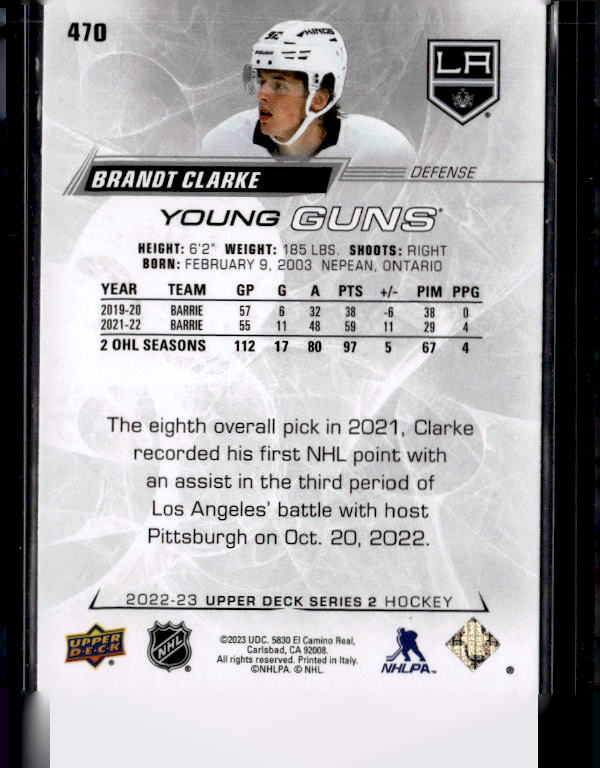 470
92
KINGS
BAUER
LA
BRANDT CLARKE
DEFENSE
YOUNG GUNS®
HEIGHT: 6'2" WEIGHT: 185 LBS. SHOOTS: RIGHT
BORN: FEBRUARY 9, 2003 NEPEAN, ONTARIO
YEAR TEAM GP G A PTS +/- PIM PPG
2019-20 BARRIE 57 6 32 38 -6 38 0
2021-22 BARRIE 55 11 48 59 11 29 4
2 OHL SEASONS 112 17 80 97 5 67 4
The eighth overall pick in 2021, Clarke
recorded his first NHL point with
an assist in the third period of
Los Angeles' battle with host
Pittsburgh on Oct. 20, 2022.
2022-23 UPPER DECK SERIES 2 HOCKEY
UPPER DECK
NHL
©2023 UDC. 5830 El Camino Real,
Carlsbad, CA 92008.
All rights reserved. Printed in Italy.
©NHLPA. © NHL.
NHLPA™